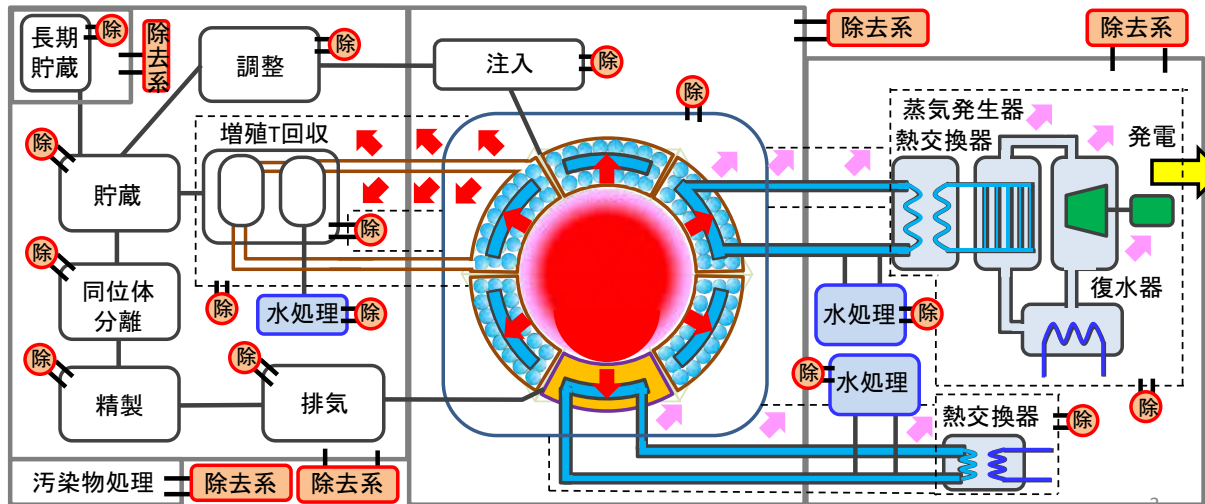 長期
貯蔵
除
除去系
調整
除
注入
除
除去系
除去系
除
増殖T回収
蒸気発生器
熱交換器
発電
除
貯蔵
除
除
同位体
分離
除
水処理
除
水処理
除
復水器
除
水処理
除
精製
除
排気
除
熱交換器
除
汚染物処理
除去系
除去系